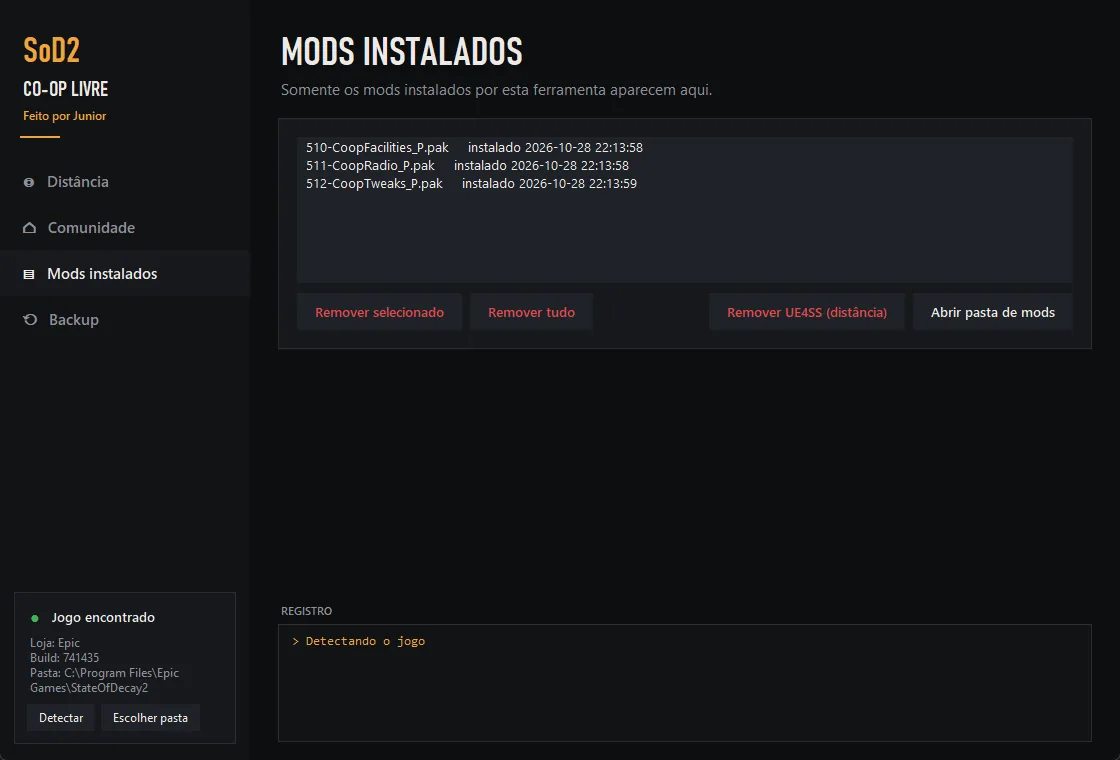 SoD2
CO-OP LIVRE
Feito por Junior
Distância
Comunidade
Mods instalados
Backup
Jogo encontrado
Loja: Epic
Build: 741435
Pasta: C:\Program Files\Epic
Games\StateOfDecay2
Detectar Escolher pasta
MODS INSTALADOS
Somente os mods instalados por esta ferramenta aparecem aqui.
510-CoopFacilities_P.pak instalado 2026-10-28 22:13:58
511-CoopRadio_P.pak instalado 2026-10-28 22:13:58
512-CoopTweaks_P.pak instalado 2026-10-28 22:13:59
Remover selecionado Remover tudo Remover UE4SS (distância) Abrir pasta de mods
REGISTRO
> Detectando o jogo